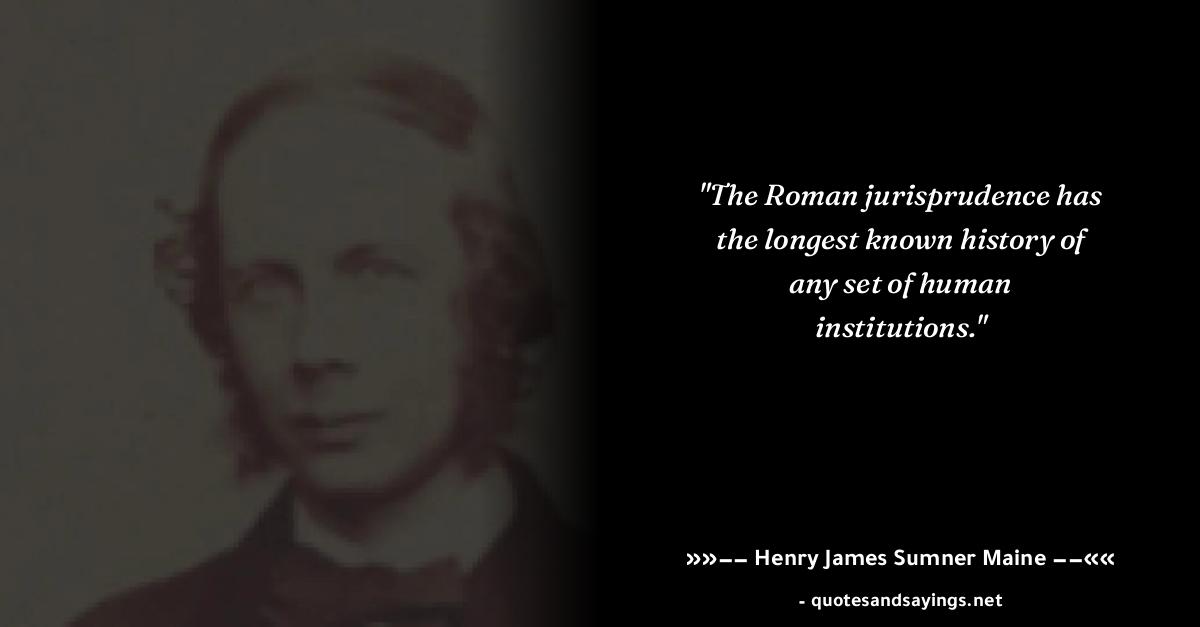 "The Roman jurisprudence has
the longest known history of
any set of human
institutions."
»»−− Henry James Sumner Maine −−««
- quotesandsayings.net